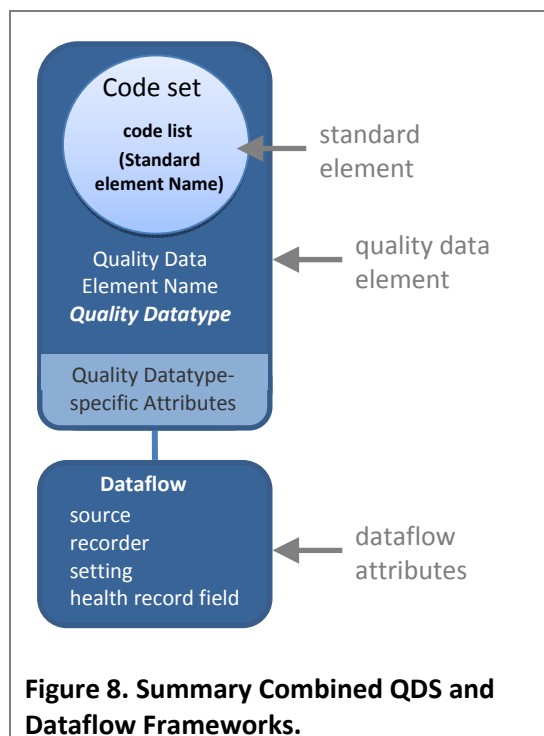 Code set
code list
(Standard
element Name)
standard
element
Quality Data
Element Name
Quality Datatype
quality data
element
Quality Datatype-
specific Attributes
Dataflow
source
recorder
setting
health record field
dataflow
attributes
Figure 8. Summary Combined QDS and
Dataflow Frameworks.